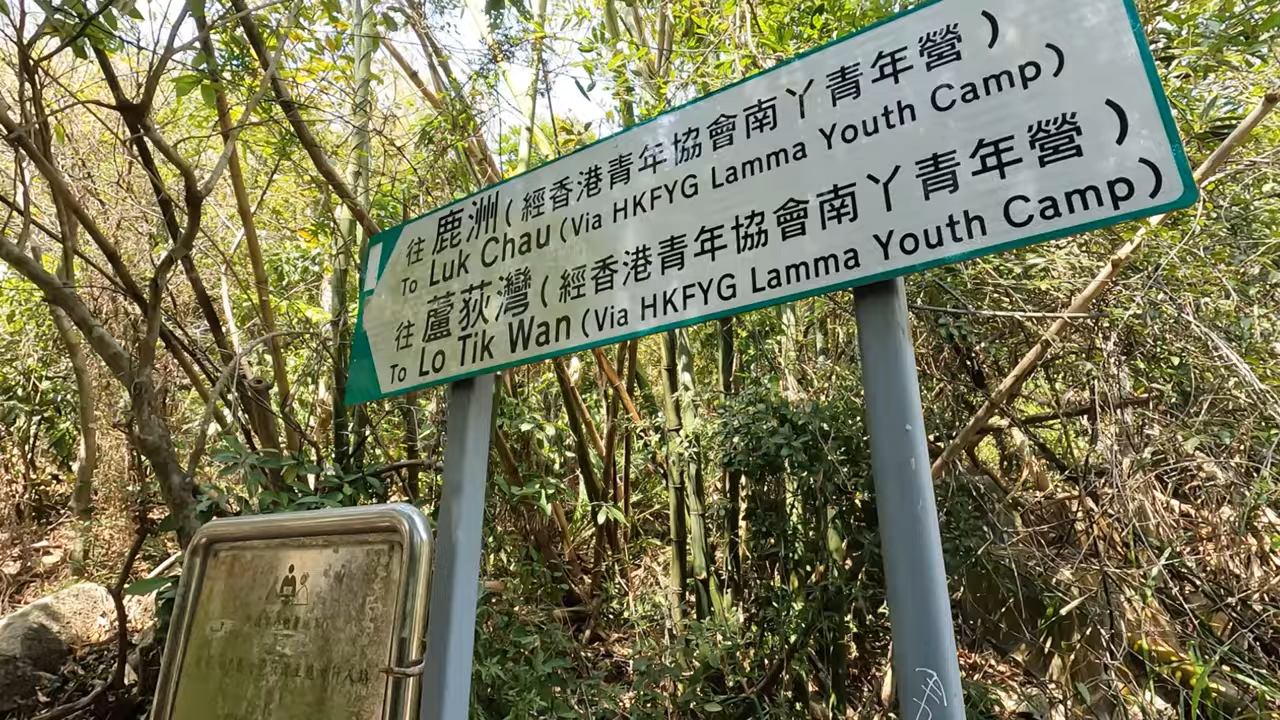 往 鹿洲 (經香港青年協會南丫青年營)
To Luk Chau (Via HKFYG Lamma Youth Camp)
往 蘆荻灣 (經香港青年協會南丫青年營)
To Lo Tik Wan (Via HKFYG Lamma Youth Camp)